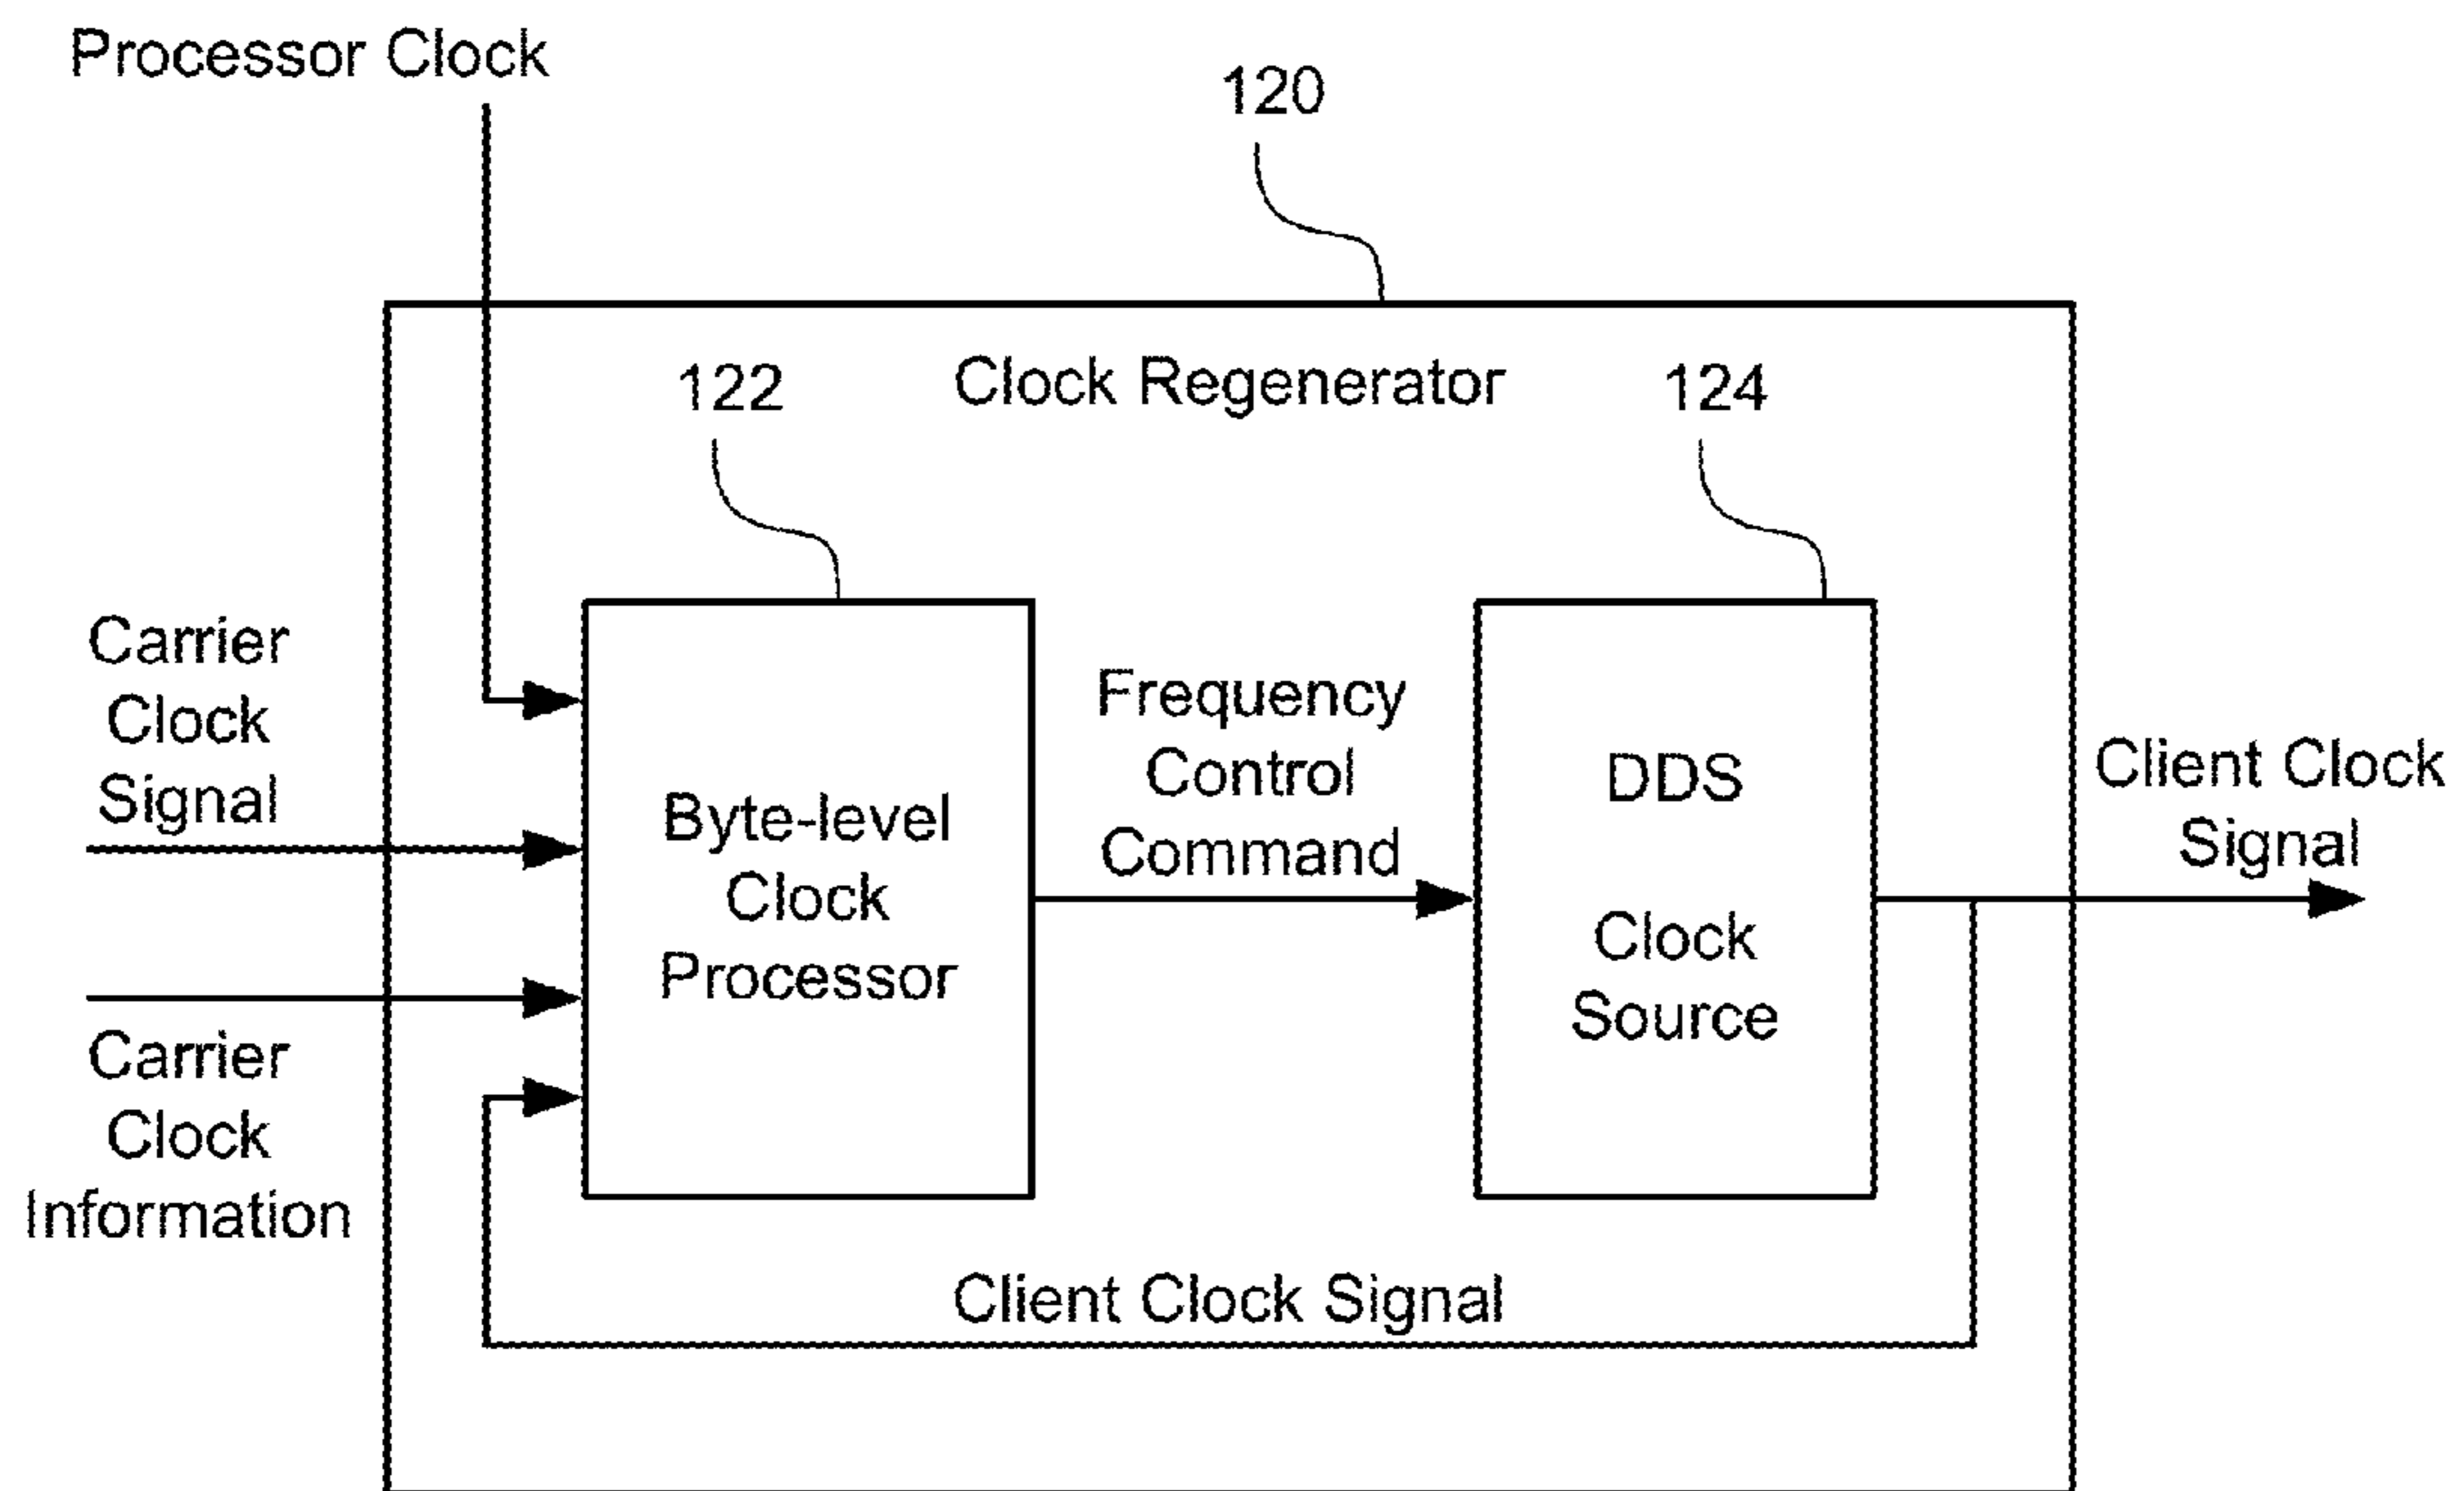 Processor Clock
120
Clock Regenerator
122
124
Carrier
Clock
Signal
Byte-level
Clock
Processor
Frequency
Control
Command
DDS
Clock
Source
Client Clock
Signal
Carrier
Clock
Information
Client Clock Signal